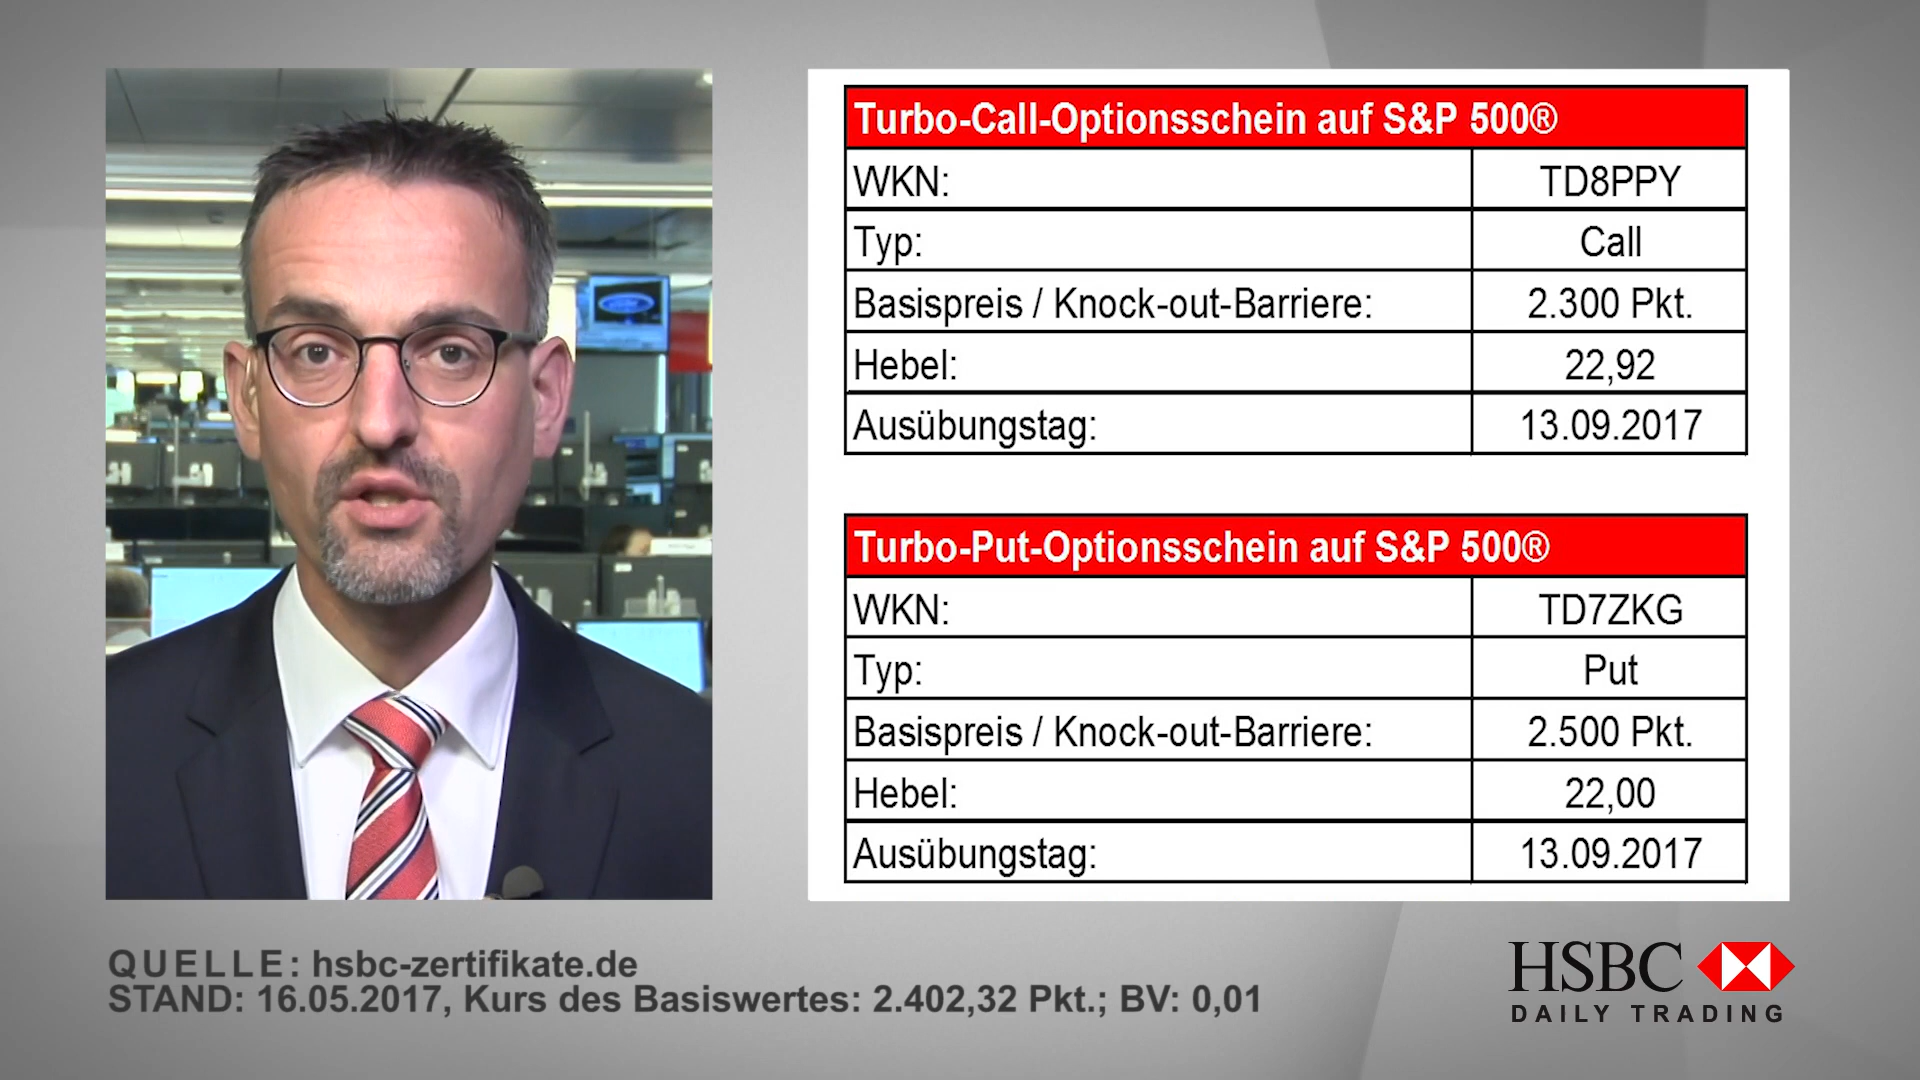 Turbo-Call-Optionsschein auf S&P 500®
WKN: TD8PPY
Typ: Call
Basispreis / Knock-out-Barriere: 2.300 Pkt.
Hebel: 22,92
Ausübungstag: 13.09.2017
Turbo-Put-Optionsschein auf S&P 500®
WKN: TD7ZKG
Typ: Put
Basispreis / Knock-out-Barriere: 2.500 Pkt.
Hebel: 22,00
Ausübungstag: 13.09.2017
QUELLE: hsbc-zertifikate.de
STAND: 16.05.2017, Kurs des Basiswertes: 2.402,32 Pkt.; BV: 0,01
HSBC
DAILY TRADING